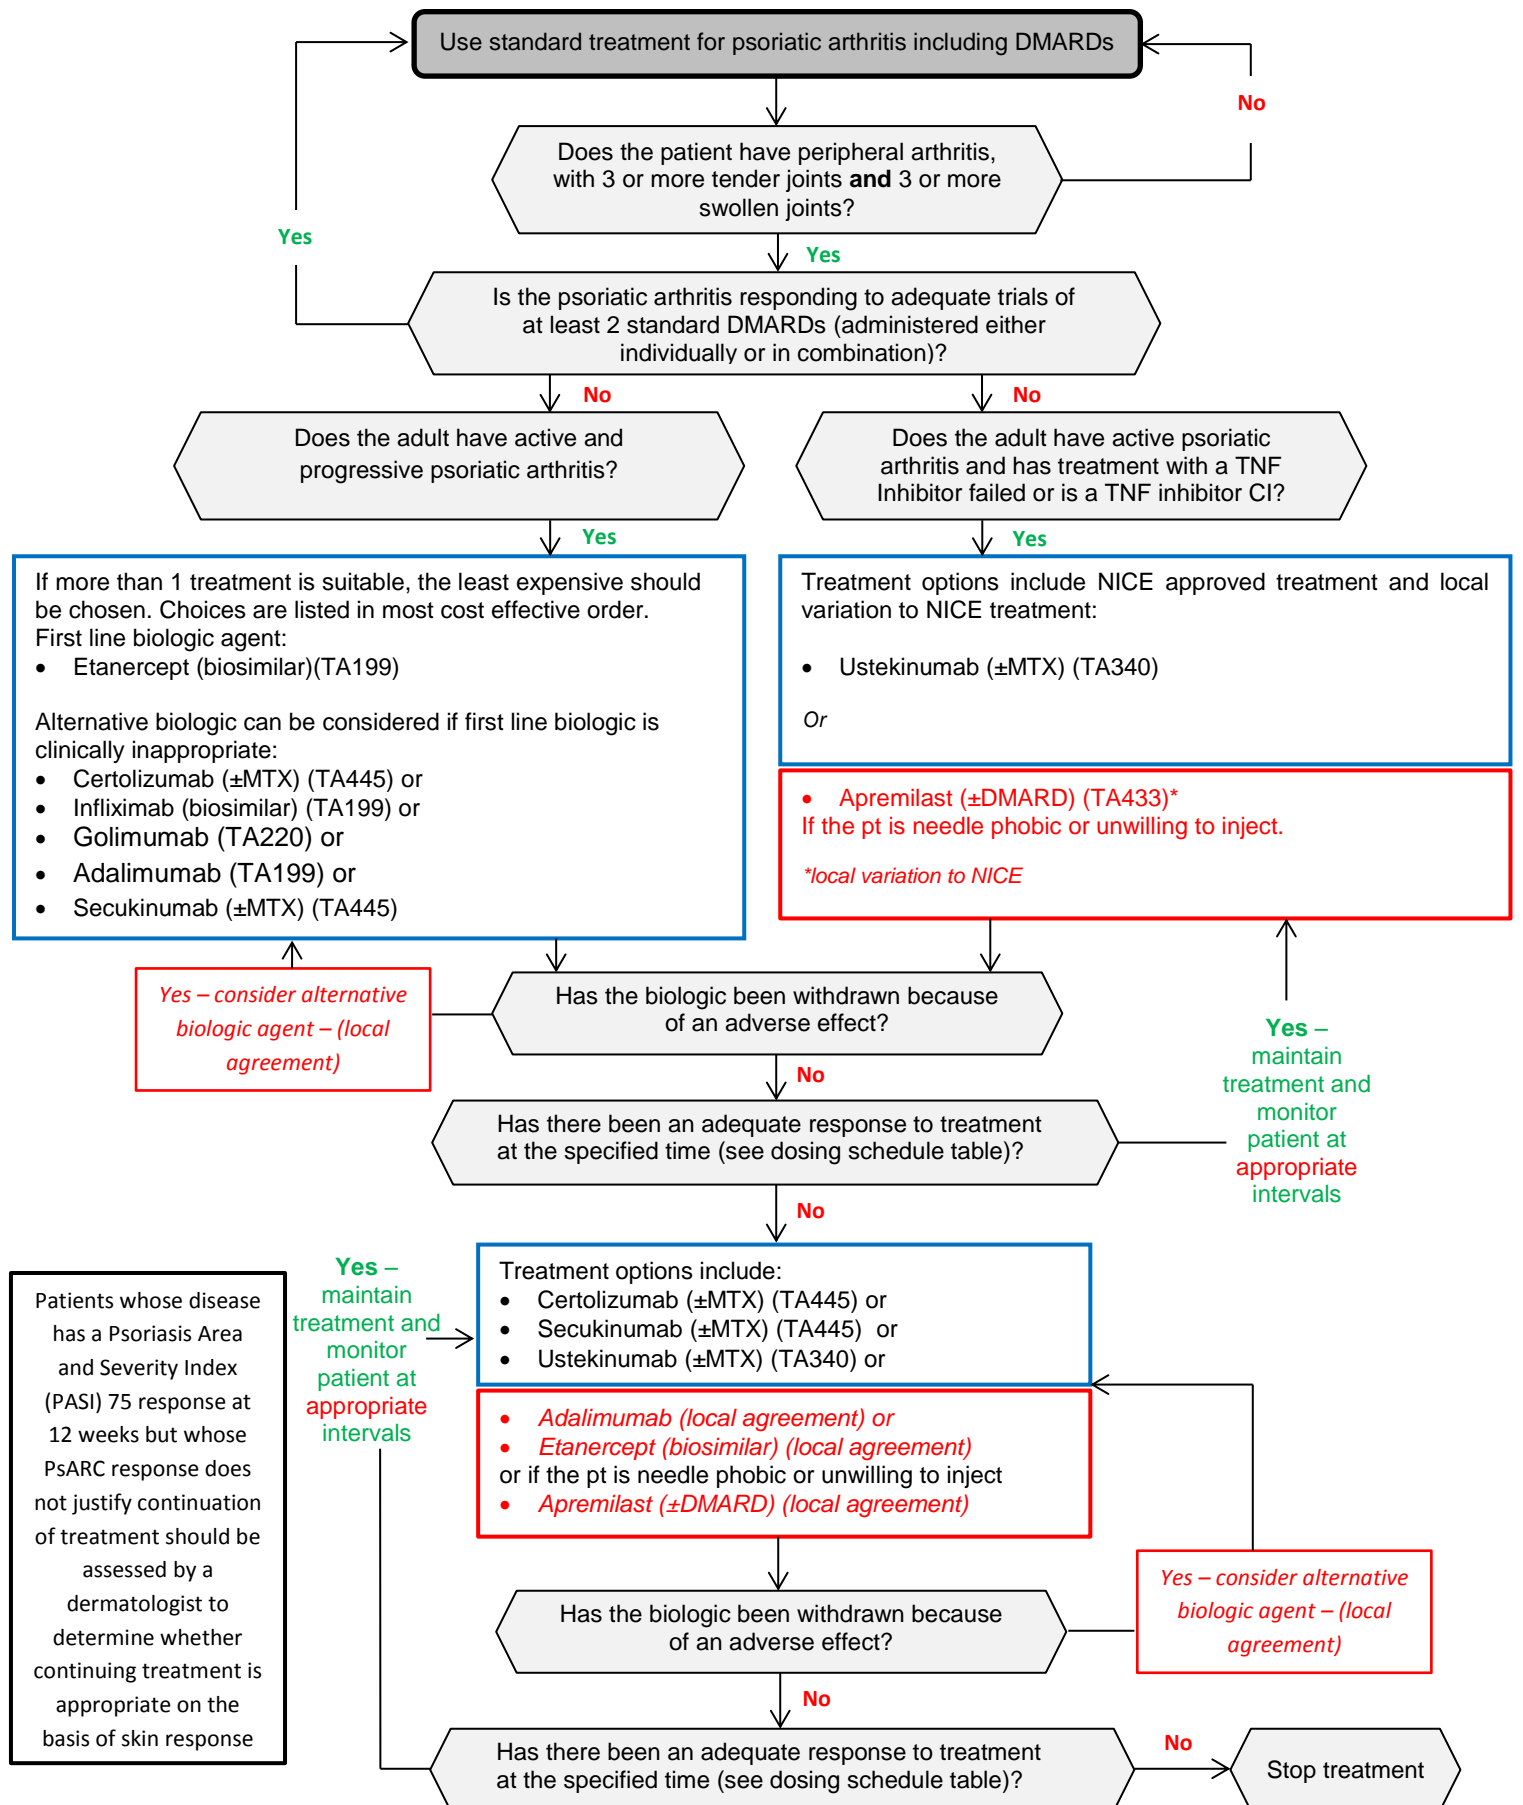 Use standard treatment for psoriatic arthritis including DMARDs
No
Does the patient have peripheral arthritis,
with 3 or more tender joints and 3 or more
swollen joints?
Yes
Yes
Is the psoriatic arthritis responding to adequate trials of
at least 2 standard DMARDs (administered either
individually or in combination)?
No
No
Does the adult have active and
progressive psoriatic arthritis?
Does the adult have active psoriatic
arthritis and has treatment with a TNF
Inhibitor failed or is a TNF inhibitor CI?
Yes
Yes
If more than 1 treatment is suitable, the least expensive should
be chosen. Choices are listed in most cost effective order.
First line biologic agent:
• Etanercept (biosimilar)(TA199)
Alternative biologic can be considered if first line biologic is
clinically inappropriate:
• Certolizumab (±MTX) (TA445) or
• Infliximab (biosimilar) (TA199) or
• Golimumab (TA220) or
• Adalimumab (TA199) or
• Secukinumab (±MTX) (TA445)
Treatment options include NICE approved treatment and local
variation to NICE treatment:
• Ustekinumab (±MTX) (TA340)
Or
• Apremilast (±DMARD) (TA433)*
If the pt is needle phobic or unwilling to inject.
*local variation to NICE
Yes – consider alternative
biologic agent – (local
agreement)
Has the biologic been withdrawn because
of an adverse effect?
Yes –
maintain
treatment and
monitor
patient at
appropriate
intervals
No
Has there been an adequate response to treatment
at the specified time (see dosing schedule table)?
No
Patients whose disease
has a Psoriasis Area
and Severity Index
(PASI) 75 response at
12 weeks but whose
PsARC response does
not justify continuation
of treatment should be
assessed by a
dermatologist to
determine whether
continuing treatment is
appropriate on the
basis of skin response
Yes –
maintain
treatment and
monitor
patient at
appropriate
intervals
Treatment options include:
• Certolizumab (±MTX) (TA445) or
• Secukinumab (±MTX) (TA445) or
• Ustekinumab (±MTX) (TA340) or
• Adalimumab (local agreement) or
• Etanercept (biosimilar) (local agreement)
or if the pt is needle phobic or unwilling to inject
• Apremilast (±DMARD) (local agreement)
Has the biologic been withdrawn because
of an adverse effect?
Yes – consider alternative
biologic agent – (local
agreement)
No
Has there been an adequate response to treatment
at the specified time (see dosing schedule table)?
No
Stop treatment